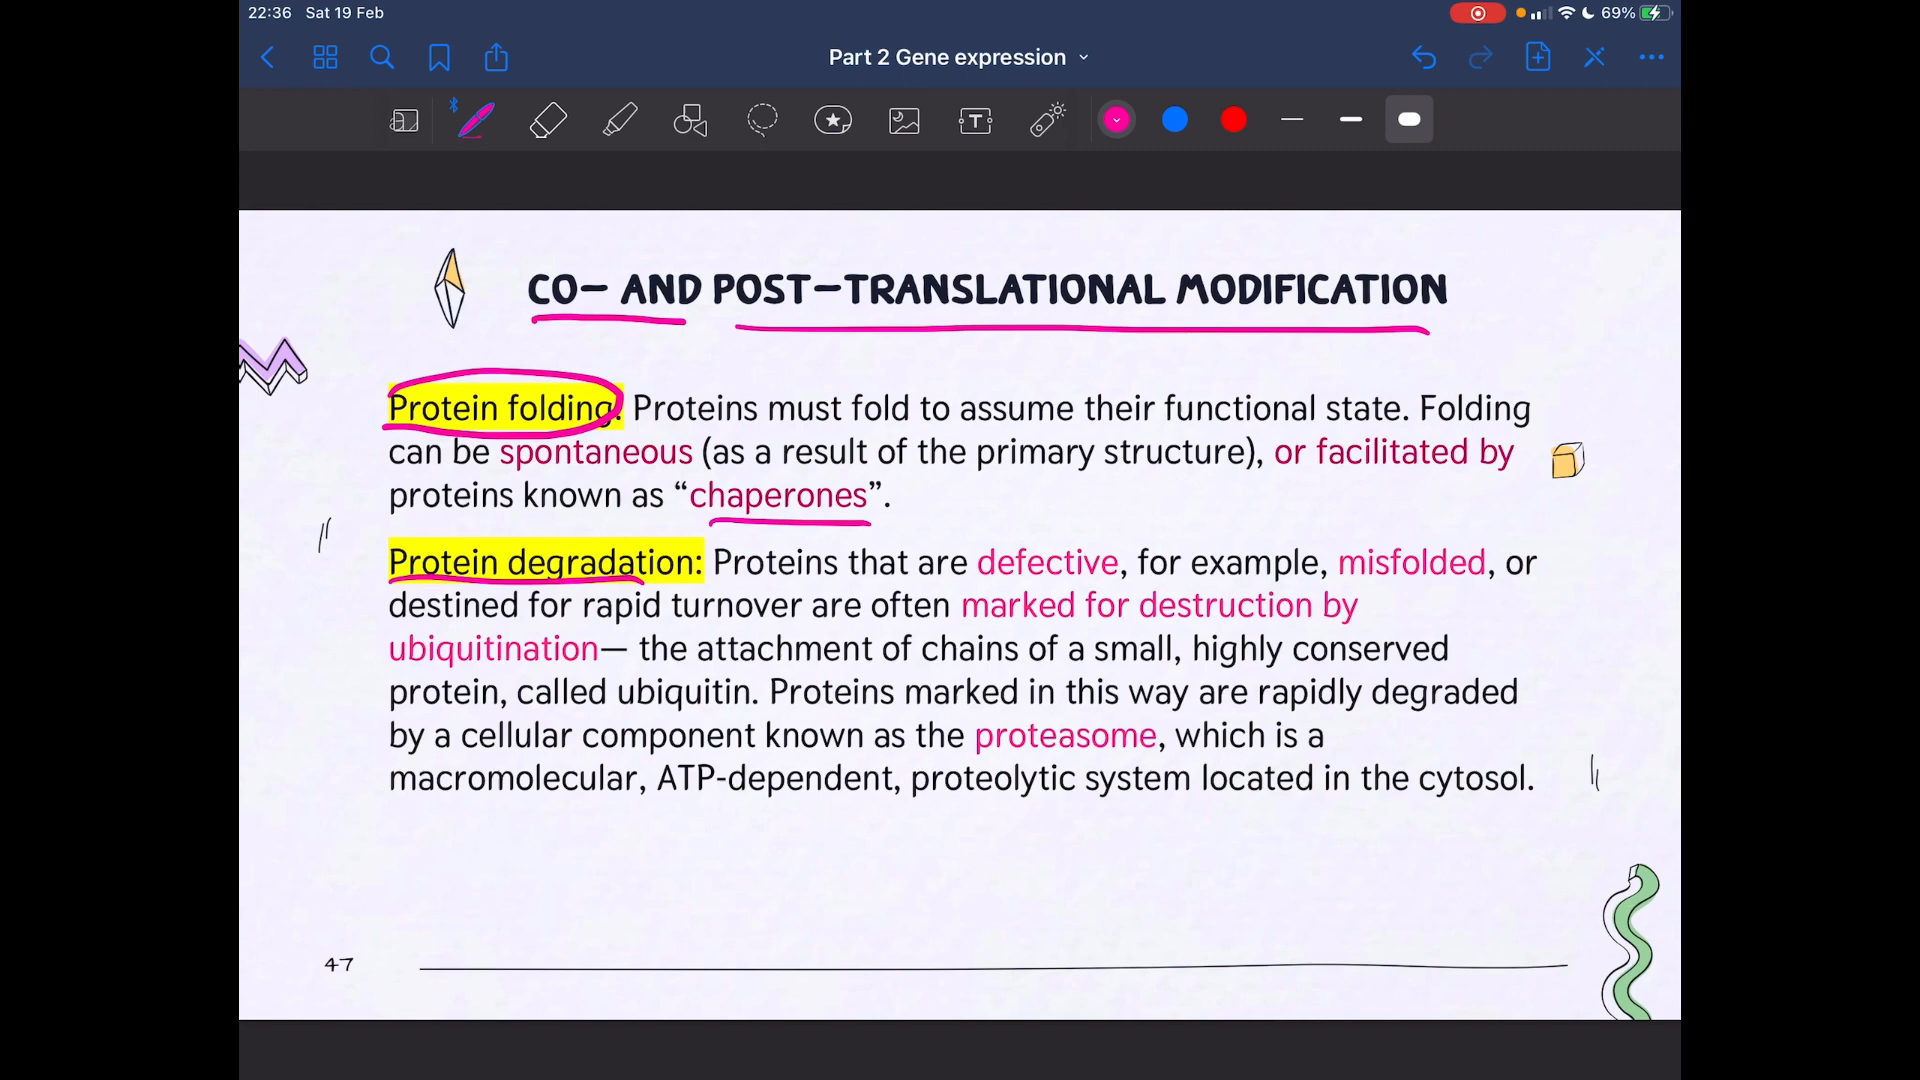 22:36 Sat 19 Feb
69%
Part 2 Gene expression
T
CO- AND POST-TRANSLATIONAL MODIFICATION
Protein folding: Proteins must fold to assume their functional state. Folding
can be spontaneous (as a result of the primary structure), or facilitated by
proteins known as “chaperones”.
Protein degradation: Proteins that are defective, for example, misfolded, or
destined for rapid turnover are often marked for destruction by
ubiquitination— the attachment of chains of a small, highly conserved
protein, called ubiquitin. Proteins marked in this way are rapidly degraded
by a cellular component known as the proteasome, which is a
macromolecular, ATP-dependent, proteolytic system located in the cytosol.
47